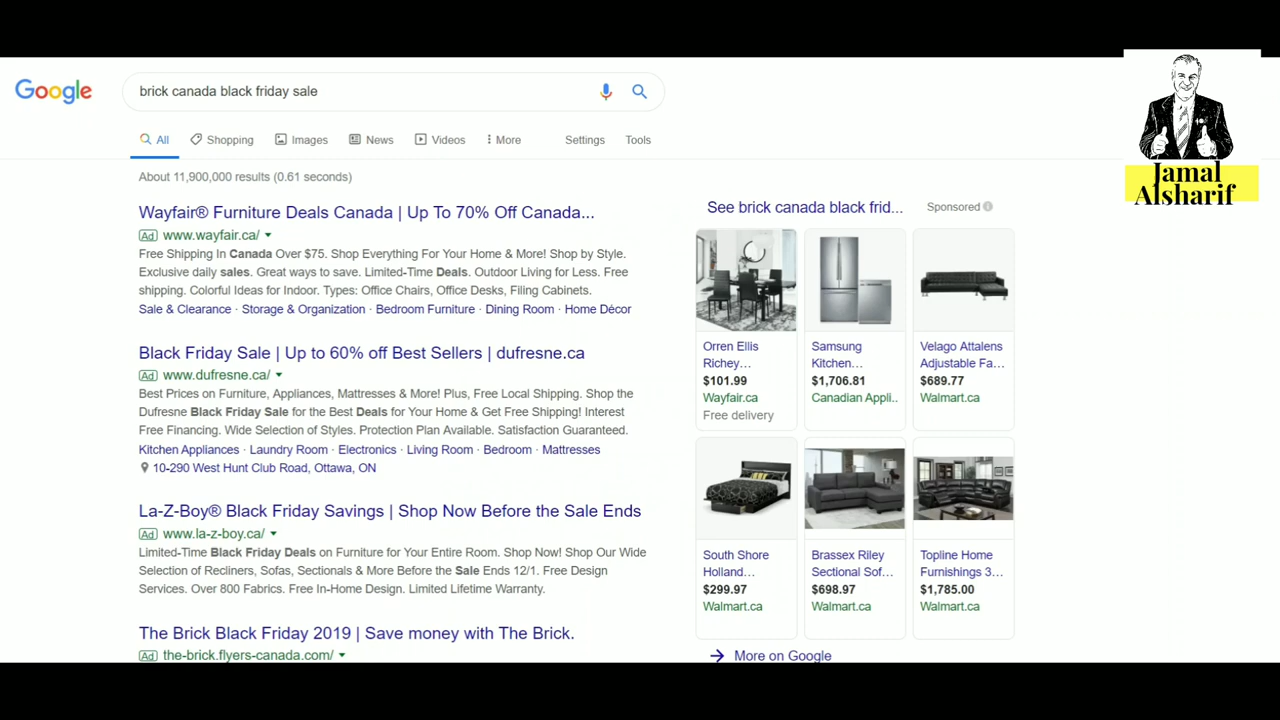 Google
brick canada black friday sale
All
Shopping
Images
News
Videos
More
Settings
Tools
About 11,900,000 results (0.61 seconds)
Wayfair® Furniture Deals Canada | Up To 70% Off Canada...
Ad www.wayfair.ca/
Free Shipping In Canada Over $75. Shop Everything For Your Home & More! Shop by Style.
Exclusive daily sales. Great ways to save. Limited-Time Deals. Outdoor Living for Less. Free
shipping. Colorful Ideas for Indoor. Types: Office Chairs, Office Desks, Filing Cabinets.
Sale & Clearance · Storage & Organization · Bedroom Furniture · Dining Room · Home Décor
Black Friday Sale | Up to 60% off Best Sellers | dufresne.ca
Ad www.dufresne.ca/
Best Prices on Furniture, Appliances, Mattresses & More! Plus, Free Local Shipping. Shop the
Dufresne Black Friday Sale for the Best Deals for Your Home & Get Free Shipping! Interest
Free Financing. Wide Selection of Styles. Protection Plan Available. Satisfaction Guaranteed.
Kitchen Appliances · Laundry Room · Electronics · Living Room · Bedroom · Mattresses
10-290 West Hunt Club Road, Ottawa, ON
La-Z-Boy® Black Friday Savings | Shop Now Before the Sale Ends
Ad www.la-z-boy.ca/
Limited-Time Black Friday Deals on Furniture for Your Entire Room. Shop Now! Shop Our Wide
Selection of Recliners, Sofas, Sectionals & More Before the Sale Ends 12/1. Free Design
Services. Over 800 Fabrics. Free In-Home Design. Limited Lifetime Warranty.
The Brick Black Friday 2019 | Save money with The Brick.
Ad the-brick.flyers-canada.com/
See brick canada black frid...
Sponsored
Orren Ellis
Richey...
$101.99
Wayfair.ca
Free delivery
Samsung
Kitchen...
$1,706.81
Canadian Appli..
Velago Attalens
Adjustable Fa...
$689.77
Walmart.ca
South Shore
Holland...
$299.97
Walmart.ca
Brassex Riley
Sectional Sof...
$698.97
Walmart.ca
Topline Home
Furnishings 3...
$1,785.00
Walmart.ca
More on Google
Jamal
Alsharif